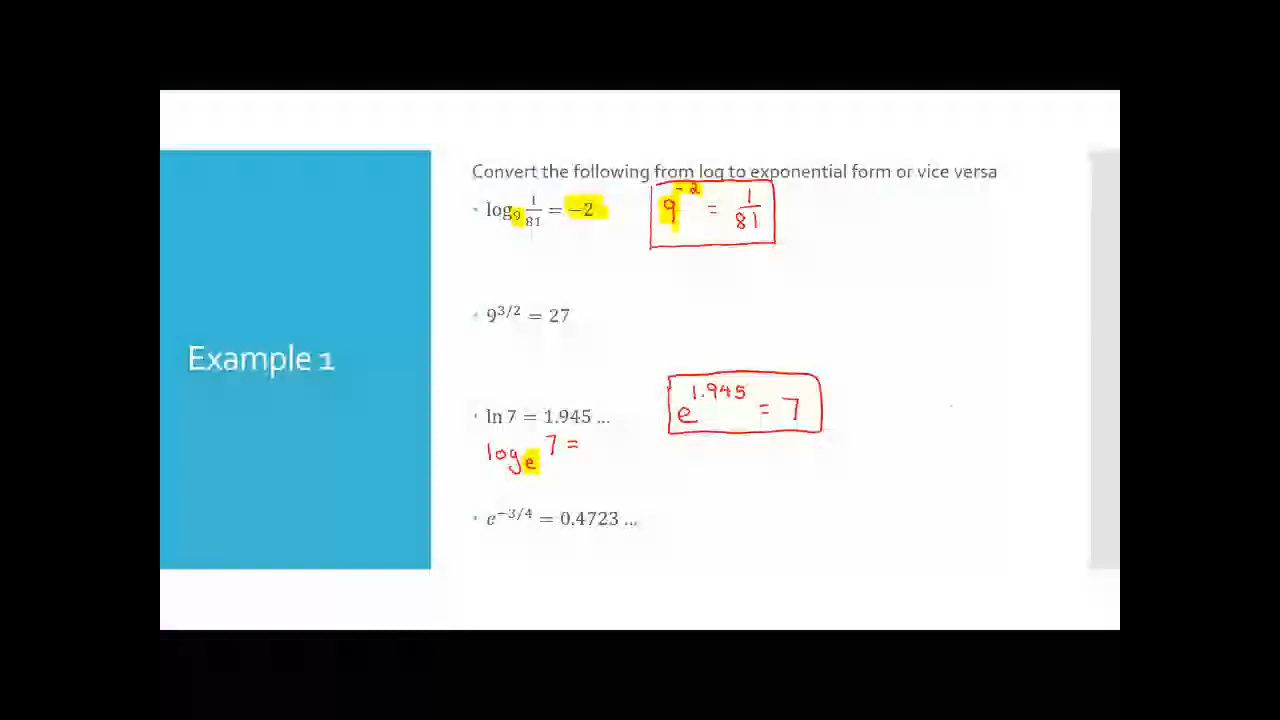 Example 1
Convert the following from log to exponential form or vice versa
• log₉ 1/81 = −2 9⁻² = 1/81
• 9^{3/2} = 27
• ln 7 = 1.945 ... e^{1.945} = 7
logₑ 7 =
• e^{−3/4} = 0.4723 ...